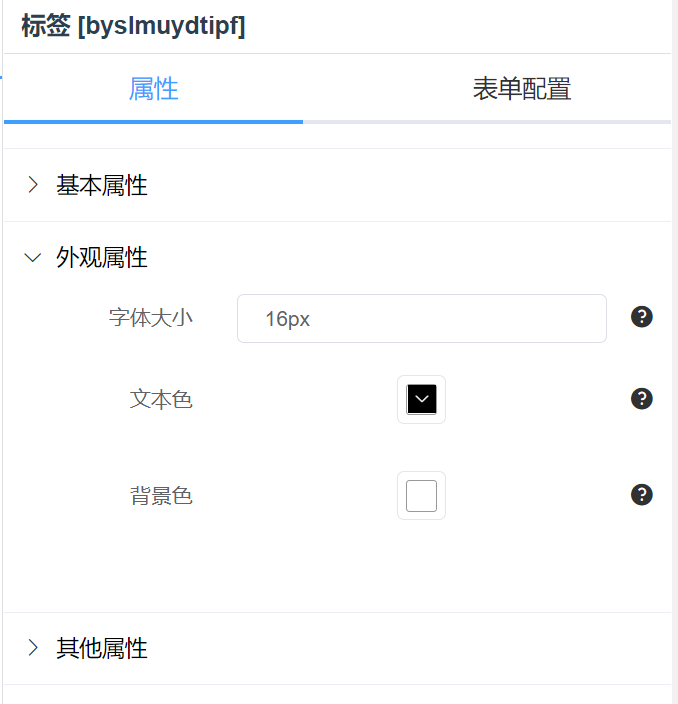 标签 [byslmuydtipf]
属性 表单配置
基本属性
外观属性
字体大小 16px ?
文本色 ?
背景色 ?
其他属性